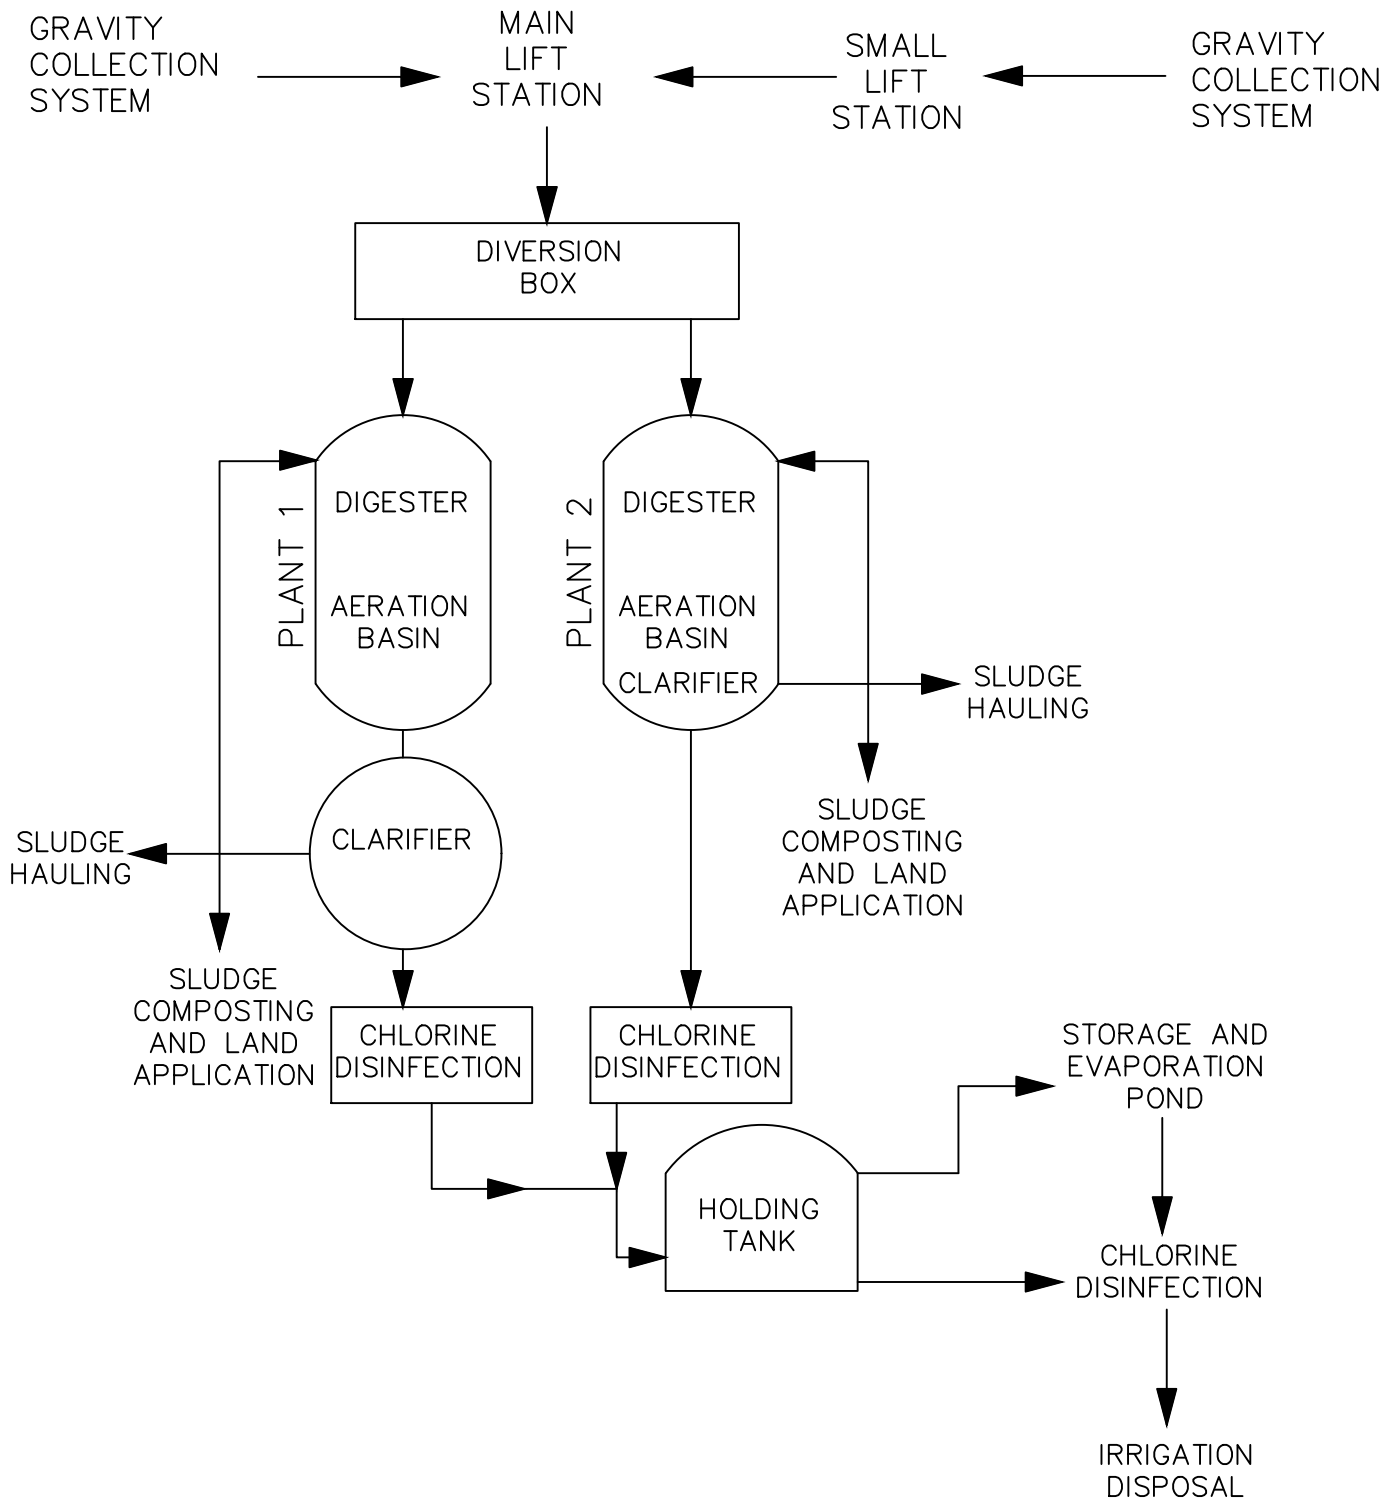 GRAVITY
COLLECTION
SYSTEM
MAIN
LIFT
STATION
SMALL
LIFT
STATION
GRAVITY
COLLECTION
SYSTEM
DIVERSION
BOX
PLANT 1
DIGESTER
AERATION
BASIN
PLANT 2
DIGESTER
AERATION
BASIN
CLARIFIER
SLUDGE
HAULING
SLUDGE
HAULING
CLARIFIER
SLUDGE
COMPOSTING
AND LAND
APPLICATION
SLUDGE
COMPOSTING
AND LAND
APPLICATION
CHLORINE
DISINFECTION
CHLORINE
DISINFECTION
STORAGE AND
EVAPORATION
POND
HOLDING
TANK
CHLORINE
DISINFECTION
IRRIGATION
DISPOSAL